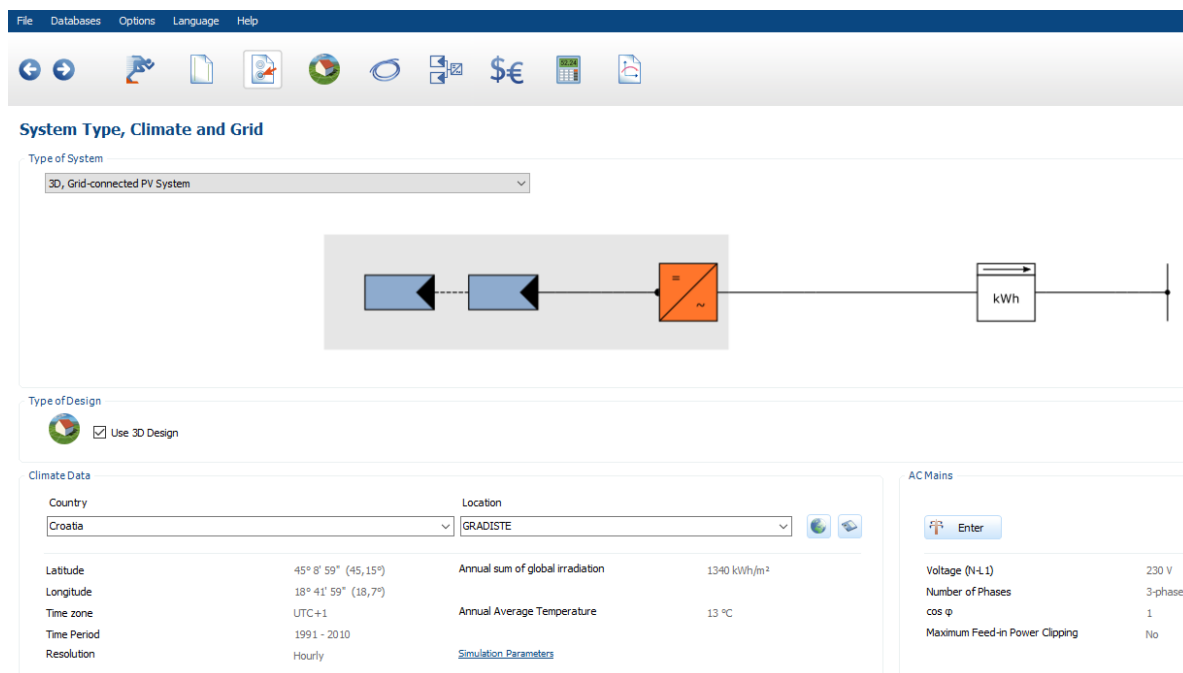 File Databases Options Language Help
$€ 52,24
System Type, Climate and Grid
Type of System
3D, Grid-connected PV System
= ~ kWh
Type of Design
Use 3D Design
Climate Data AC Mains
Country Location
Croatia GRADISTE Enter
Latitude 45° 8' 59" (45,15°) Annual sum of global irradiation 1340 kWh/m² Voltage (N-L1) 230 V
Longitude 18° 41' 59" (18,7°) Number of Phases 3-phase
Time zone UTC+1 Annual Average Temperature 13 °C cos φ 1
Time Period 1991 - 2010 Maximum Feed-in Power Clipping No
Resolution Hourly Simulation Parameters